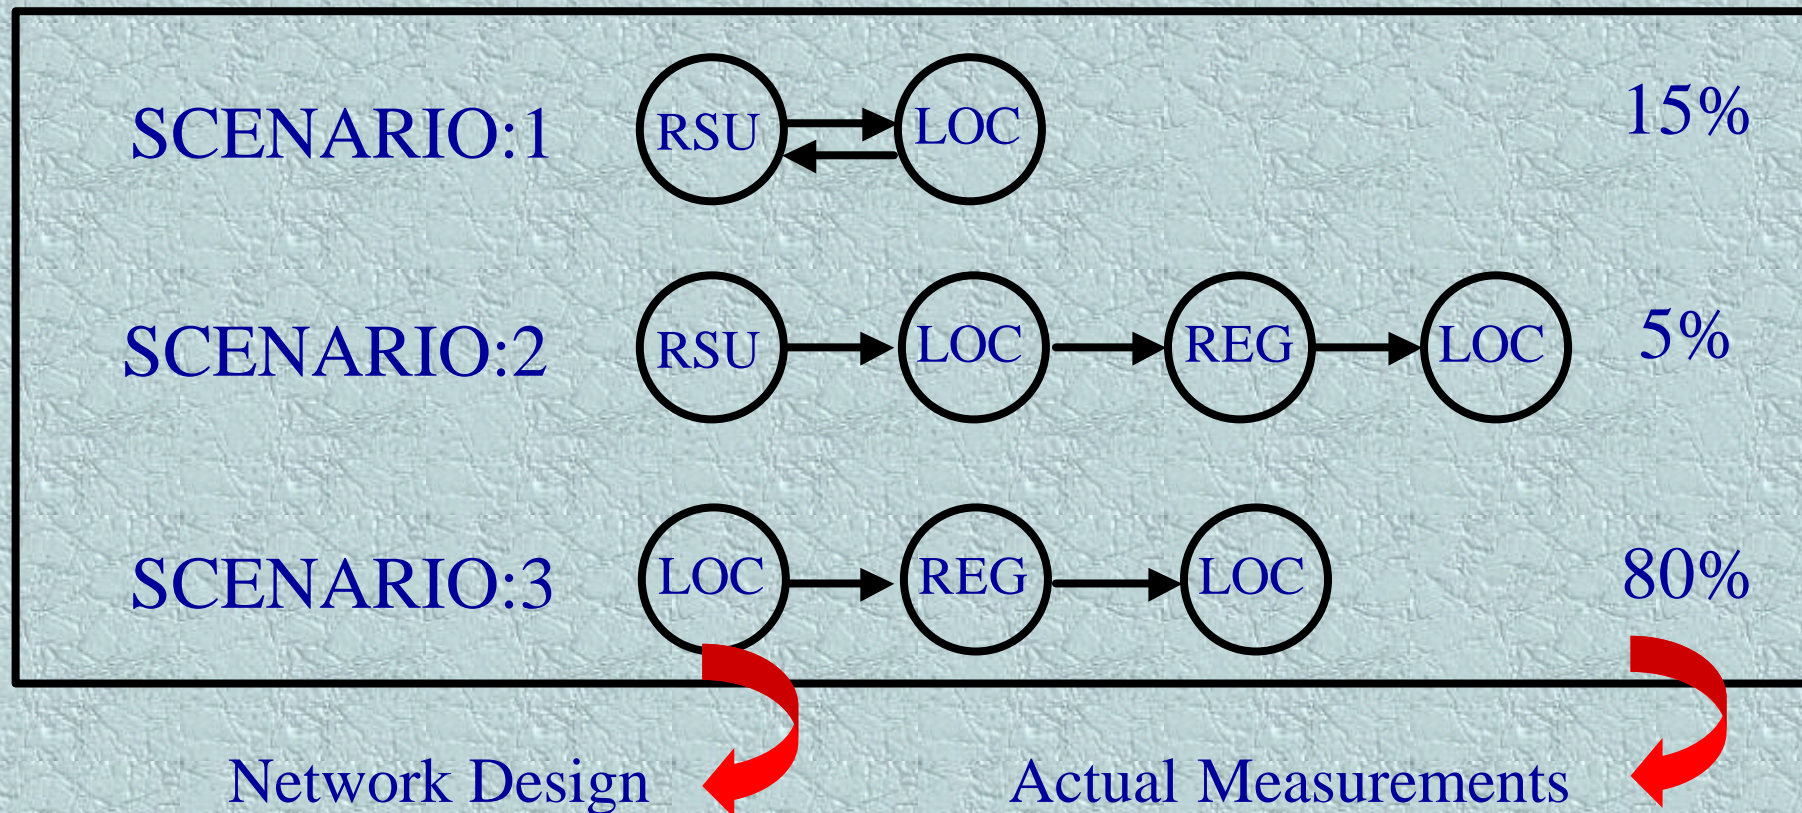 SCENARIO:1 RSU LOC 15%
SCENARIO:2 RSU LOC REG LOC 5%
SCENARIO:3 LOC REG LOC 80%
Network Design Actual Measurements